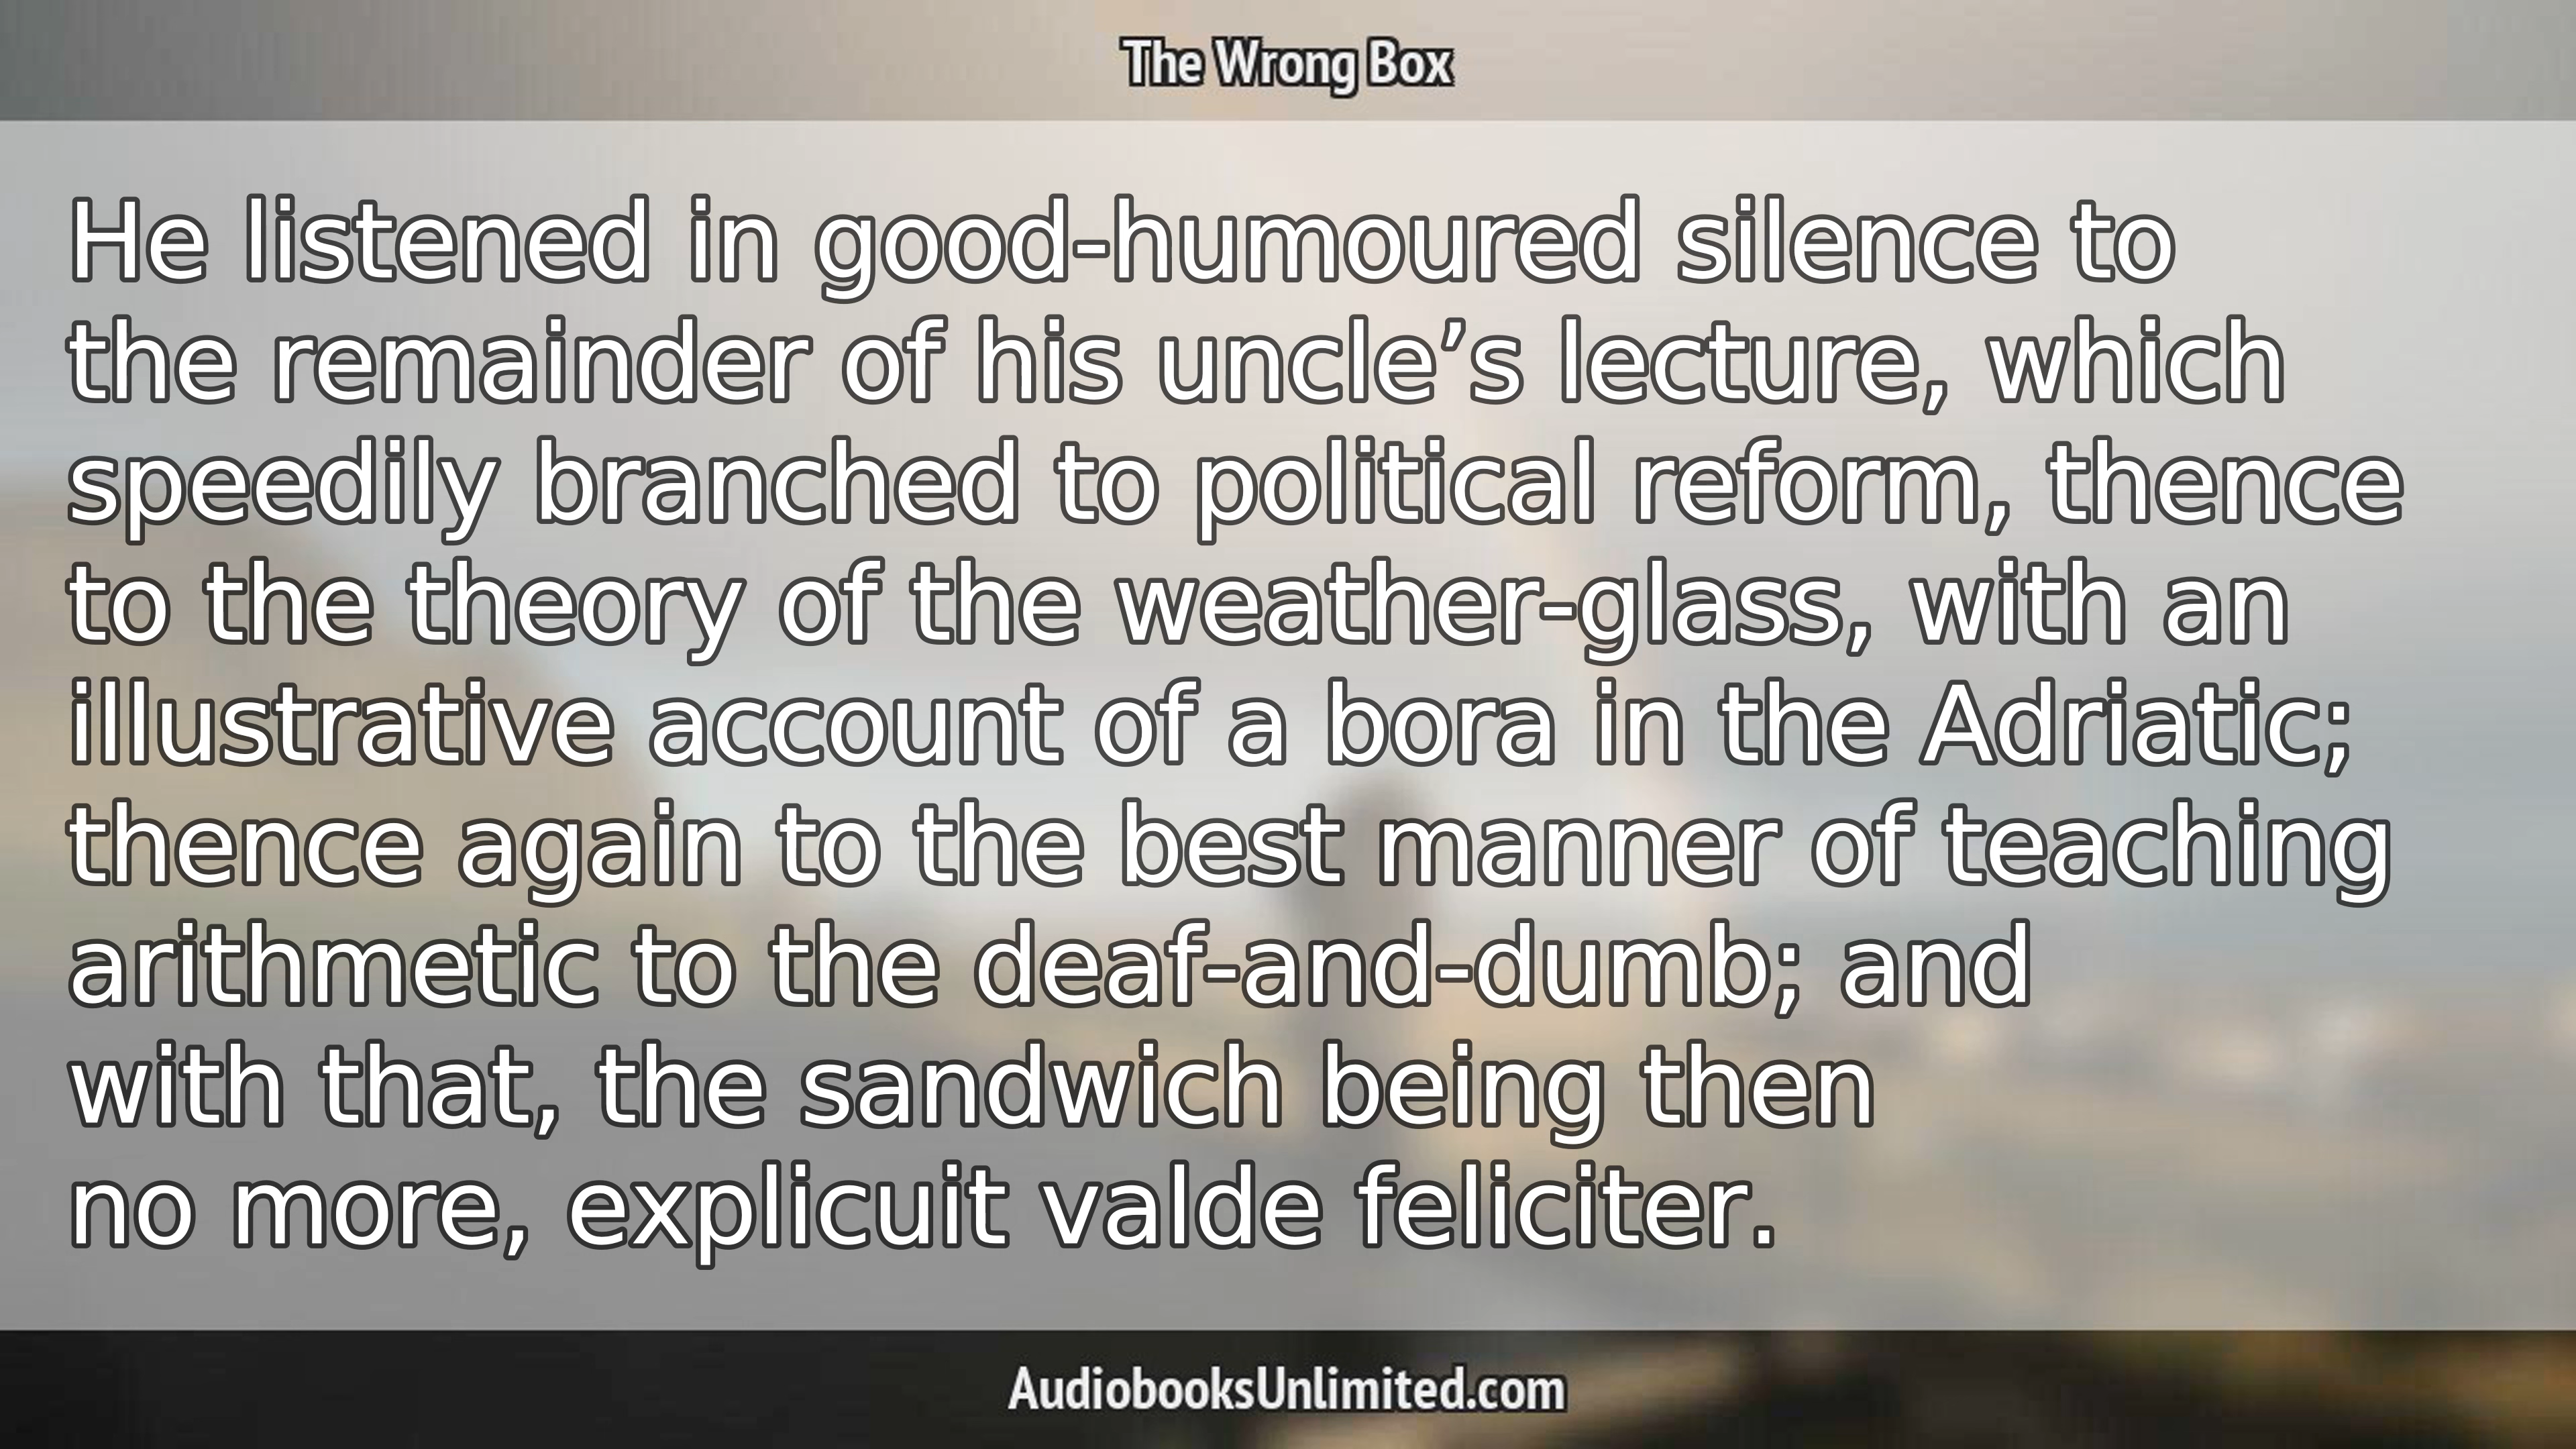 The Wrong Box
He listened in good-humoured silence to
the remainder of his uncle’s lecture, which
speedily branched to political reform, thence
to the theory of the weather-glass, with an
illustrative account of a bora in the Adriatic;
thence again to the best manner of teaching
arithmetic to the deaf-and-dumb; and
with that, the sandwich being then
no more, explicuit valde feliciter.
AudiobooksUnlimited.com